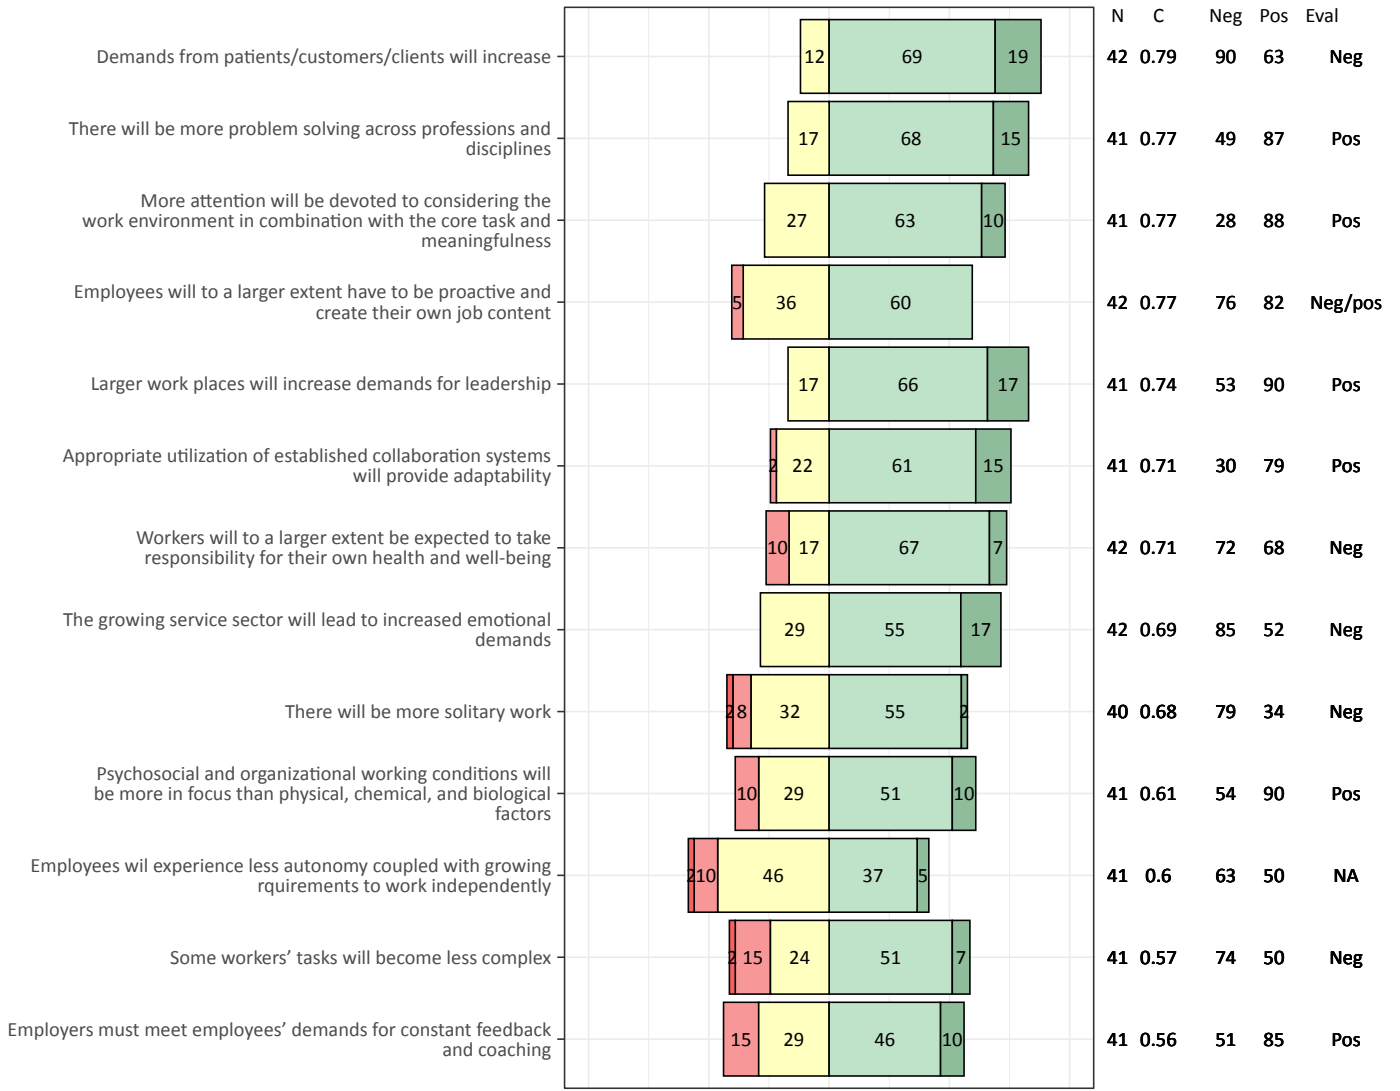 N C Neg Pos Eval
Demands from patients/customers/clients will increase 12 69 19 42 0.79 90 63 Neg
There will be more problem solving across professions and
disciplines 17 68 15 41 0.77 49 87 Pos
More attention will be devoted to considering the
work environment in combination with the core task and
meaningfulness 27 63 10 41 0.77 28 88 Pos
Employees will to a larger extent have to be proactive and
create their own job content 5 36 60 42 0.77 76 82 Neg/pos
Larger work places will increase demands for leadership 17 66 17 41 0.74 53 90 Pos
Appropriate utilization of established collaboration systems
will provide adaptability 2 22 61 15 41 0.71 30 79 Pos
Workers will to a larger extent be expected to take
responsibility for their own health and well-being 10 17 67 7 42 0.71 72 68 Neg
The growing service sector will lead to increased emotional
demands 29 55 17 42 0.69 85 52 Neg
There will be more solitary work 2 8 32 55 2 40 0.68 79 34 Neg
Psychosocial and organizational working conditions will
be more in focus than physical, chemical, and biological
factors 10 29 51 10 41 0.61 54 90 Pos
Employees wil experience less autonomy coupled with growing
rquirements to work independently 2 10 46 37 5 41 0.6 63 50 NA
Some workers’ tasks will become less complex 2 15 24 51 7 41 0.57 74 50 Neg
Employers must meet employees’ demands for constant feedback
and coaching 15 29 46 10 41 0.56 51 85 Pos